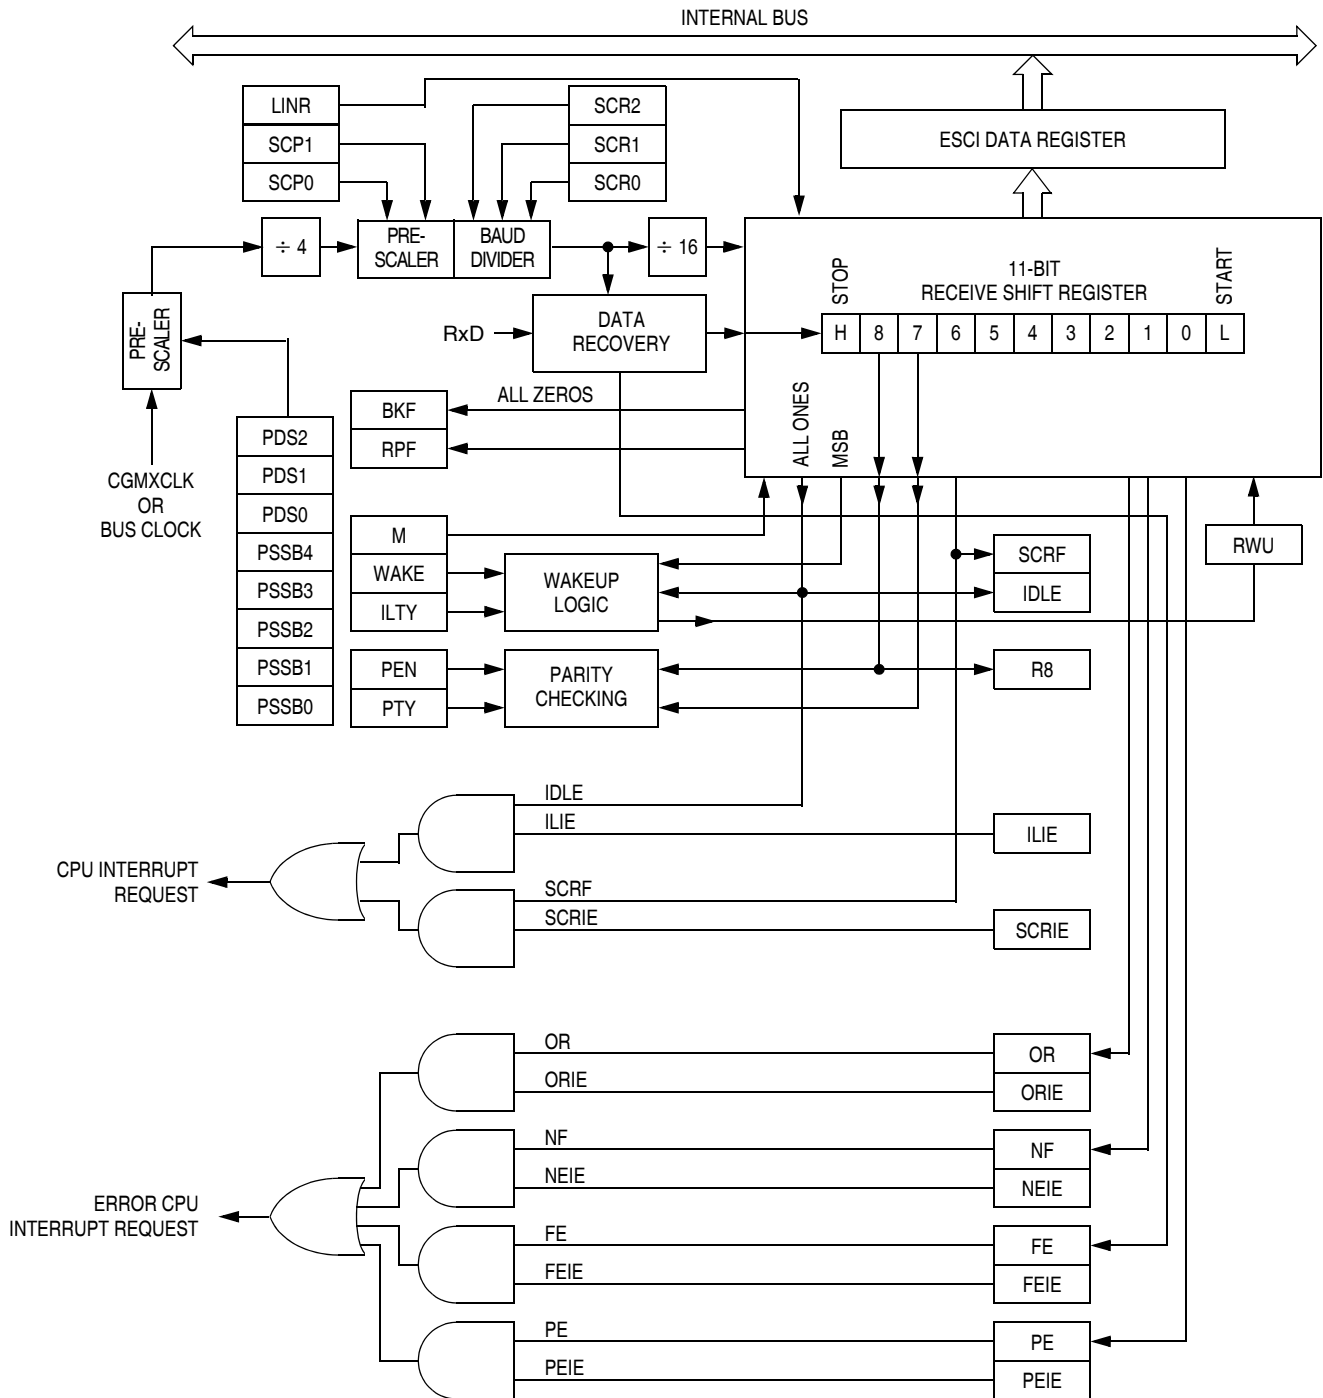 INTERNAL BUS
LINR
SCP1
SCP0
SCR2
SCR1
SCR0
ESCI DATA REGISTER
÷ 4
PRE-
SCALER
BAUD
DIVIDER
÷ 16
PRE-
SCALER
CGMXCLK
OR
BUS CLOCK
RxD
DATA
RECOVERY
STOP
11-BIT
RECEIVE SHIFT REGISTER
START
H 8 7 6 5 4 3 2 1 0 L
ALL ONES
MSB
ALL ZEROS
BKF
RPF
PDS2
PDS1
PDS0
PSSB4
PSSB3
PSSB2
PSSB1
PSSB0
M
WAKE
ILTY
WAKEUP
LOGIC
SCRF
IDLE
RWU
PEN
PTY
PARITY
CHECKING
R8
IDLE
ILIE
ILIE
CPU INTERRUPT
REQUEST
SCRF
SCRIE
SCRIE
OR
ORIE
OR
ORIE
NF
NEIE
NF
NEIE
ERROR CPU
INTERRUPT REQUEST
FE
FEIE
FE
FEIE
PE
PEIE
PE
PEIE